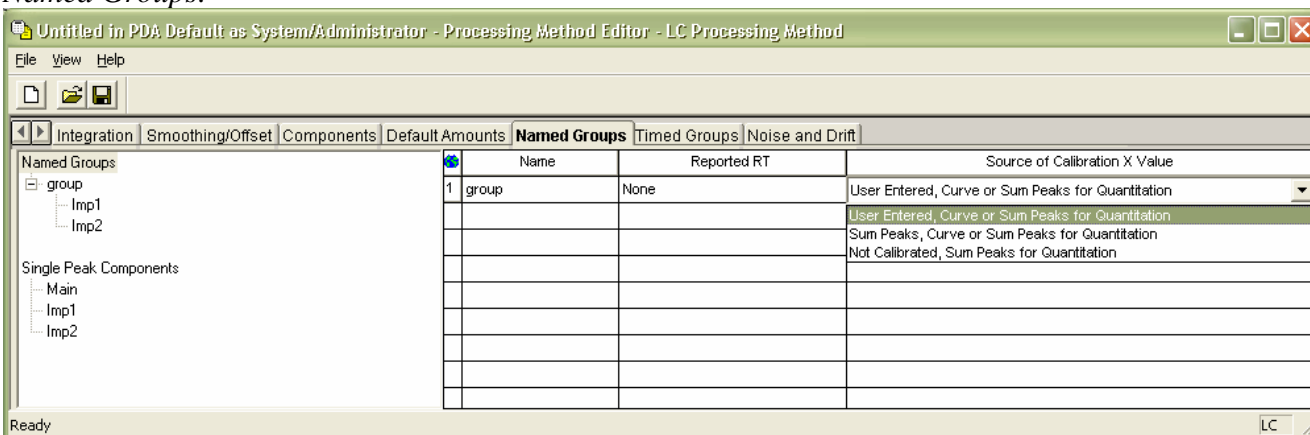 Named Groups:
Untitled in PDA Default as System/Administrator - Processing Method Editor - LC Processing Method
File View Help
Integration Smoothing/Offset Components Default Amounts Named Groups Timed Groups Noise and Drift
Named Groups
group
Imp1
Imp2
Single Peak Components
Main
Imp1
Imp2
Name Reported RT Source of Calibration X Value
1 group None User Entered, Curve or Sum Peaks for Quantitation
User Entered, Curve or Sum Peaks for Quantitation
Sum Peaks, Curve or Sum Peaks for Quantitation
Not Calibrated, Sum Peaks for Quantitation
Ready LC